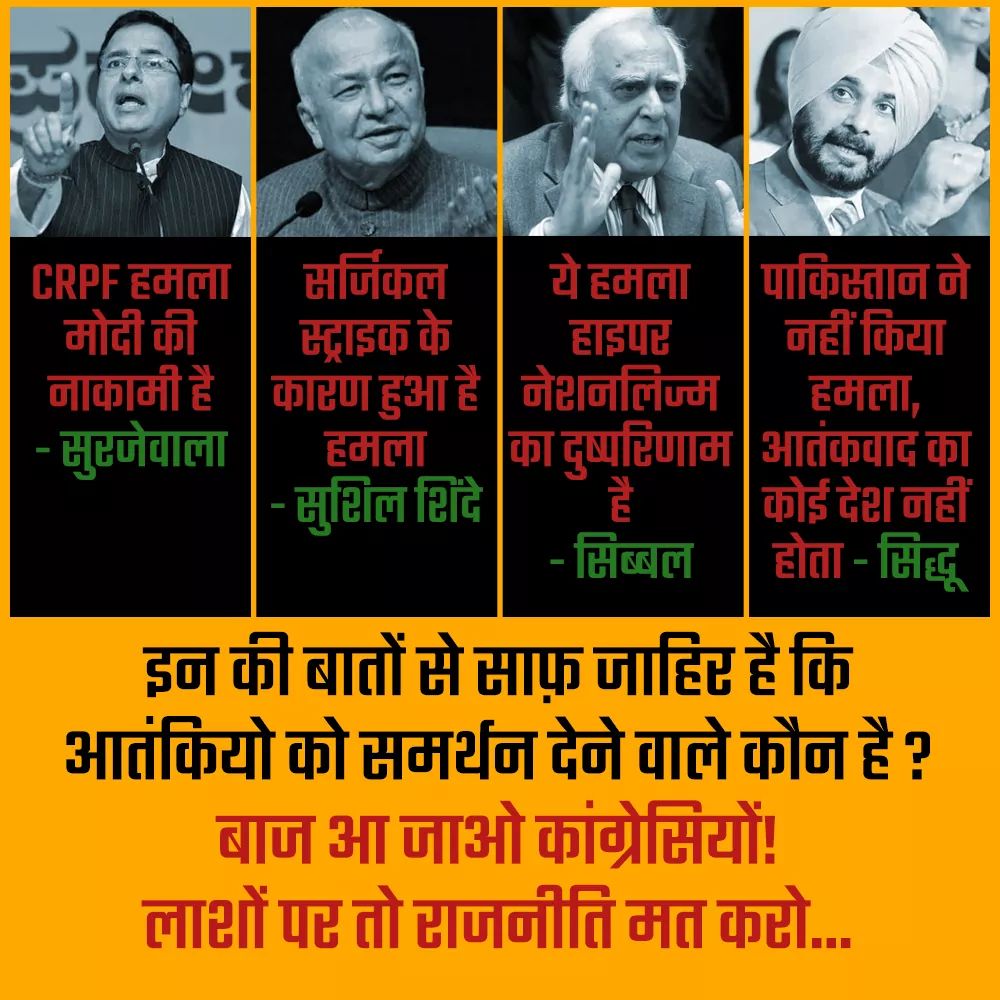 CRPF हमला
मोदी की
नाकामी है
- सुरजेवाला
सर्जिकल
स्ट्राइक के
कारण हुआ है
हमला
- सुशिल शिंदे
ये हमला
हाइपर
नेशनलिज्म
का दुष्परिणाम
है
- सिब्बल
पाकिस्तान ने
नहीं किया
हमला,
आतंकवाद का
कोई देश नहीं
होता - सिद्धू
इन की बातों से साफ़ जाहिर है कि
आतंकियो को समर्थन देने वाले कौन है ?
बाज आ जाओ कांग्रेसियों!
लाशों पर तो राजनीति मत करो...